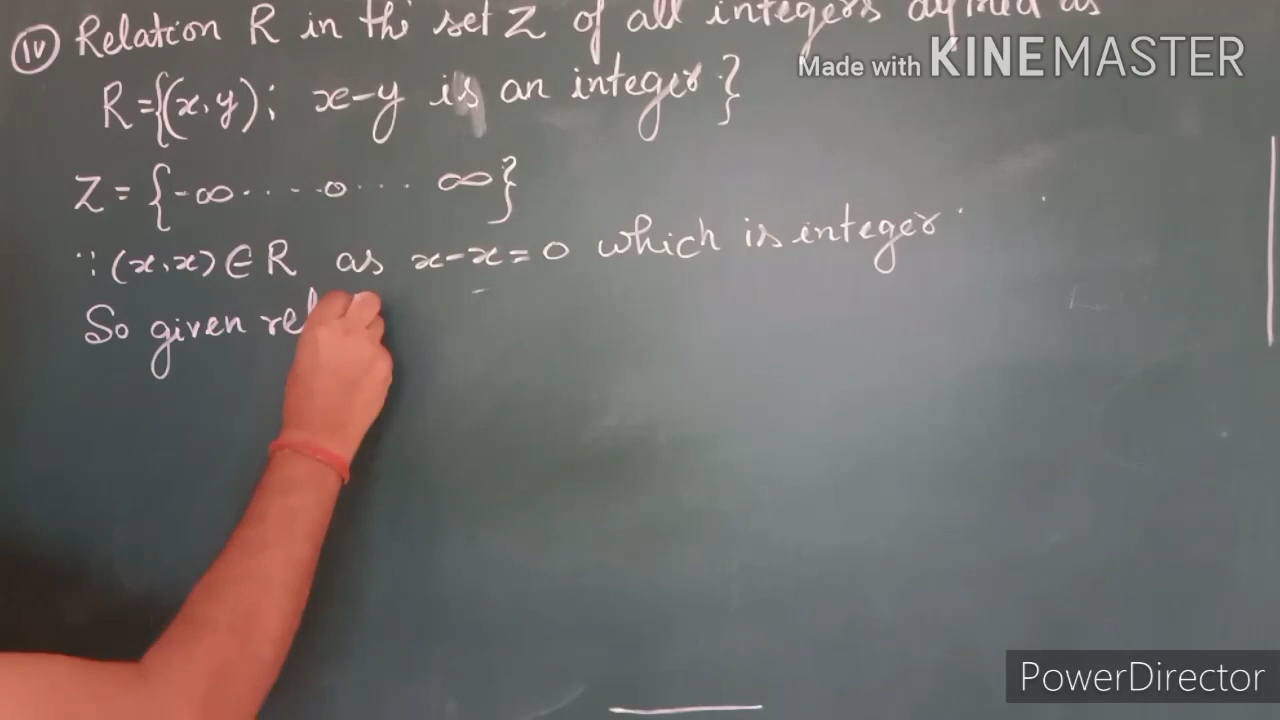 (iv) Relation R in the set Z of all integers defined as
Made with KINEMASTER
R={(x,y); x-y is an integer}
Z = {-∞ ..... 0 ... ∞}
∵ (x,x) ∈ R as x-x=0 which is integer.
So given rel
PowerDirector